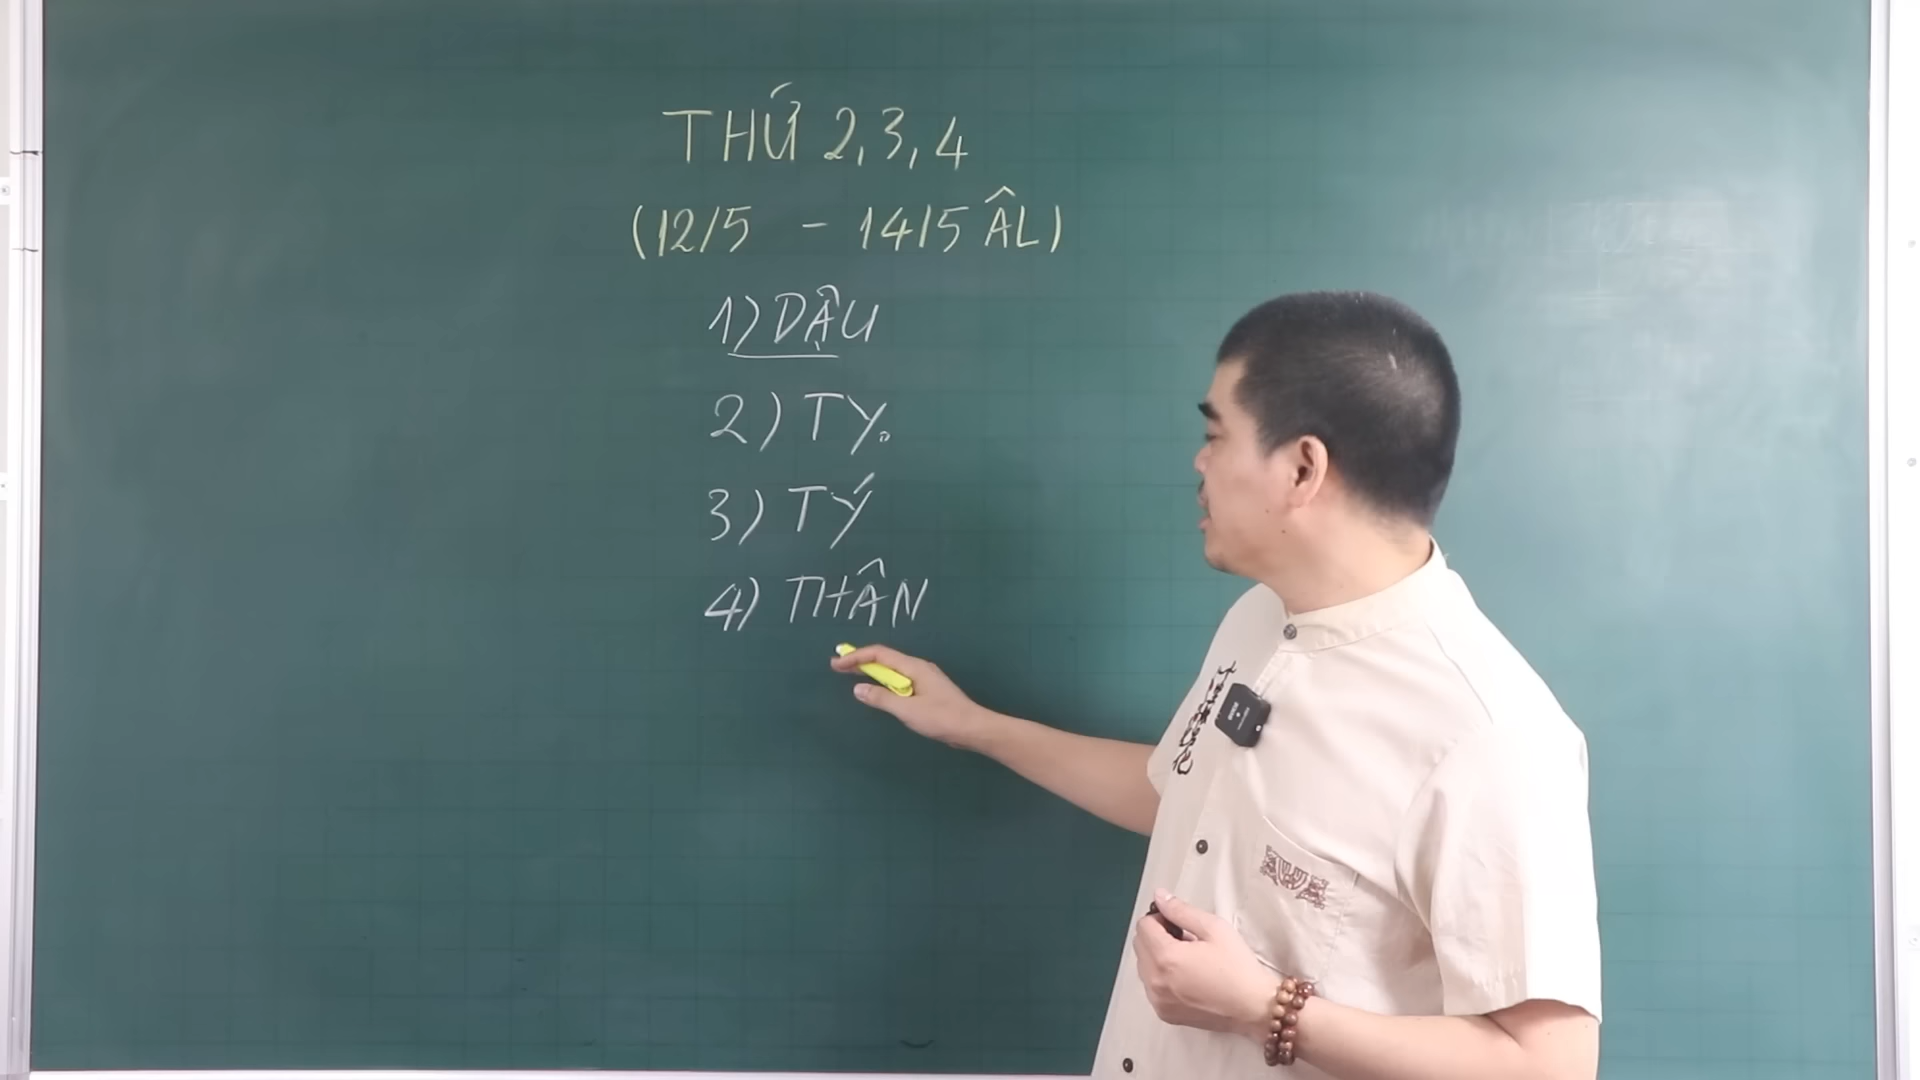 THỨ 2, 3, 4
(12/5 - 14/5 ÂL)
1) DẬU
2) TỴ
3) TÝ
4) THÂN